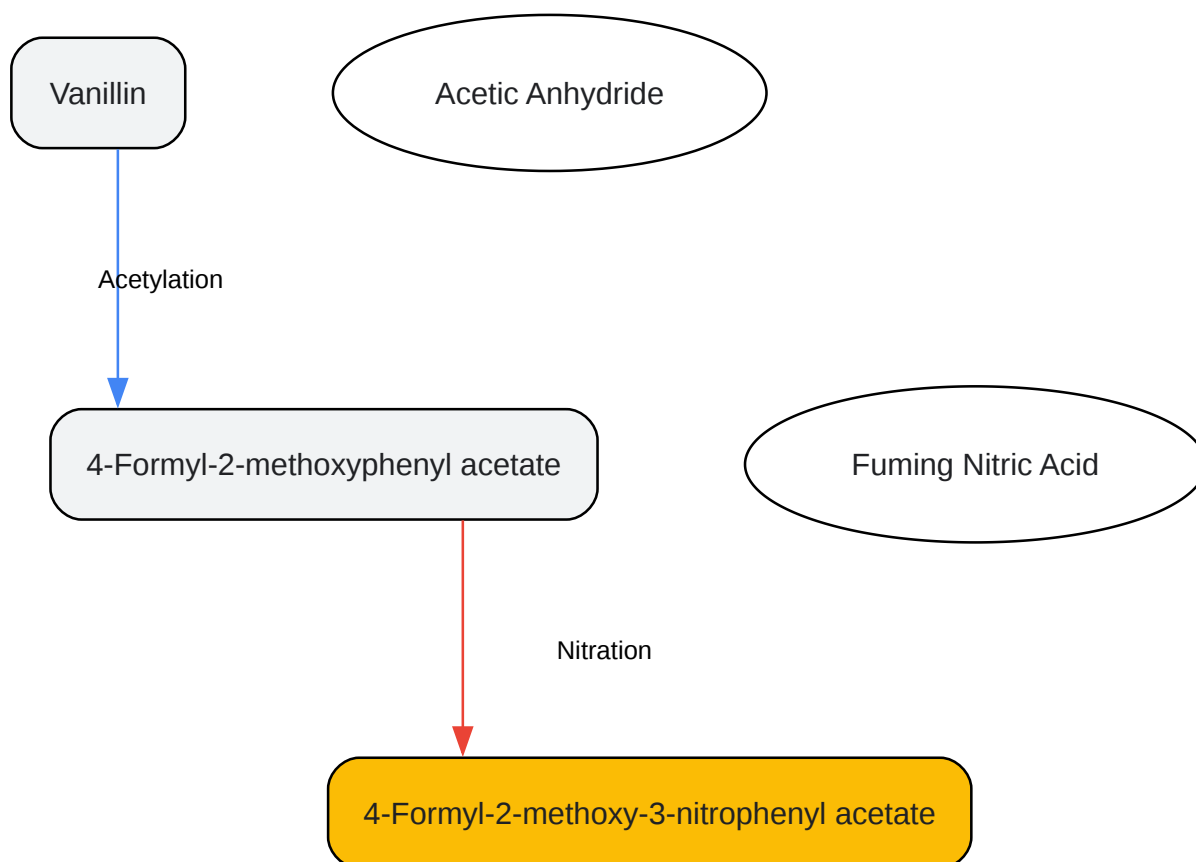 Vanillin
Acetic Anhydride
Acetylation
4-Formyl-2-methoxyphenyl acetate
Fuming Nitric Acid
Nitration
4-Formyl-2-methoxy-3-nitrophenyl acetate